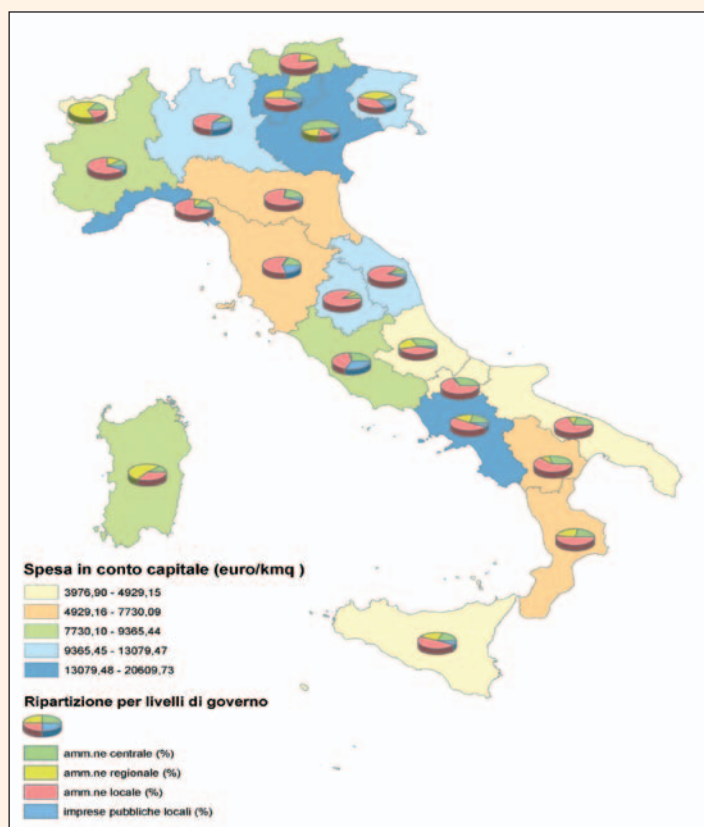 Spesa in conto capitale (euro/kmq )
3976,90 - 4929,15
4929,16 - 7730,09
7730,10 - 9365,44
9365,45 - 13079,47
13079,48 - 20609,73
Ripartizione per livelli di governo
amm.ne centrale (%)
amm.ne regionale (%)
amm.ne locale (%)
imprese pubbliche locali (%)